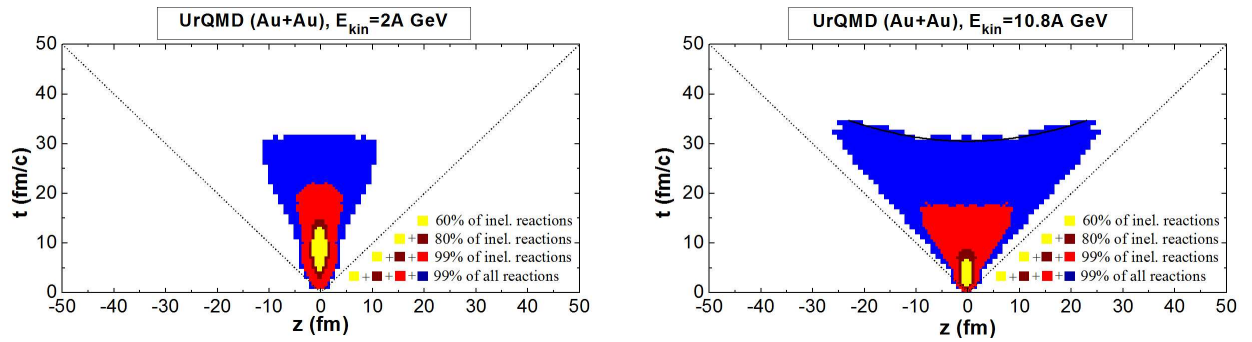 UrQMD (Au+Au), E_kin=2A GeV
50
40
30
20
10
0
t (fm/c)
60% of inel. reactions
+ 80% of inel. reactions
+ + 99% of inel. reactions
+ + + 99% of all reactions
-50 -40 -30 -20 -10 0 10 20 30 40 50
z (fm)
UrQMD (Au+Au), E_kin=10.8A GeV
50
40
30
20
10
0
t (fm/c)
60% of inel. reactions
+ 80% of inel. reactions
+ + 99% of inel. reactions
+ + + 99% of all reactions
-50 -40 -30 -20 -10 0 10 20 30 40 50
z (fm)